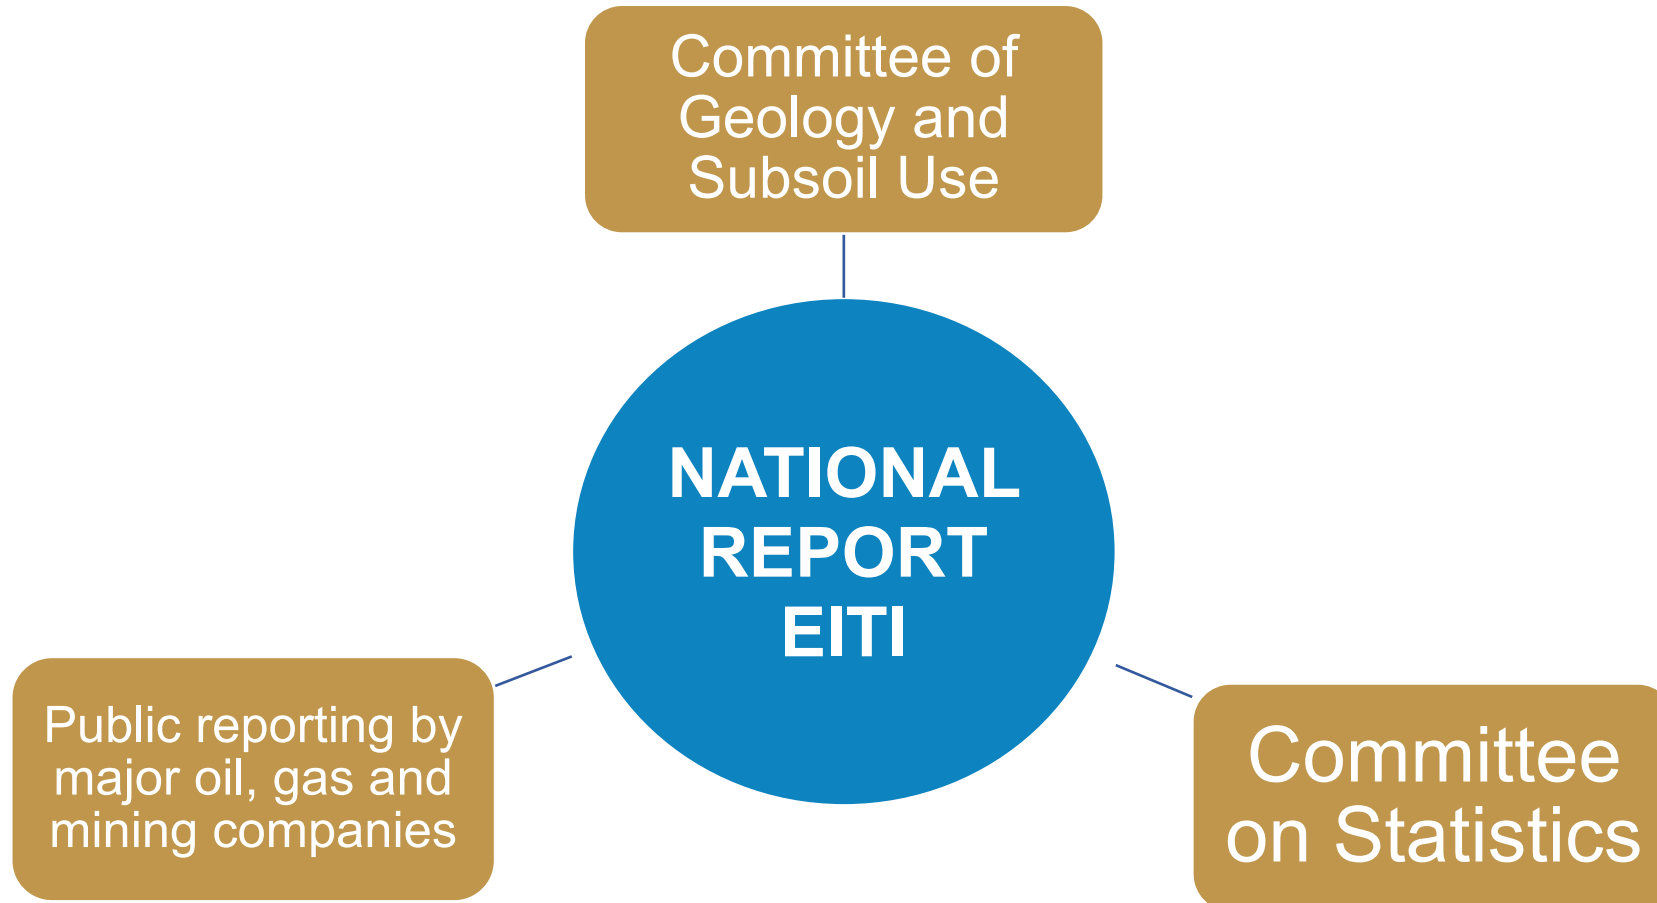 Committee of
Geology and
Subsoil Use
NATIONAL
REPORT
EITI
Public reporting by
major oil, gas and
mining companies
Committee
on Statistics